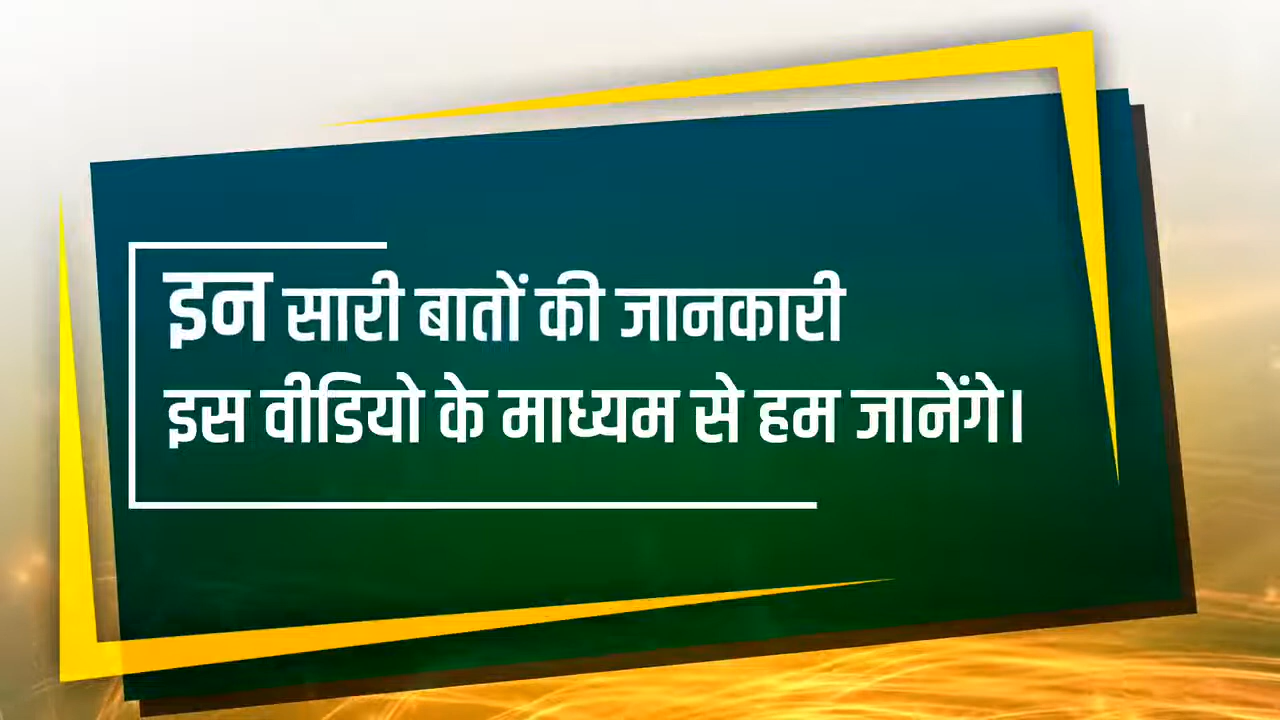 इन सारी बातों की जानकारी
इस वीडियो के माध्यम से हम जानेंगे।